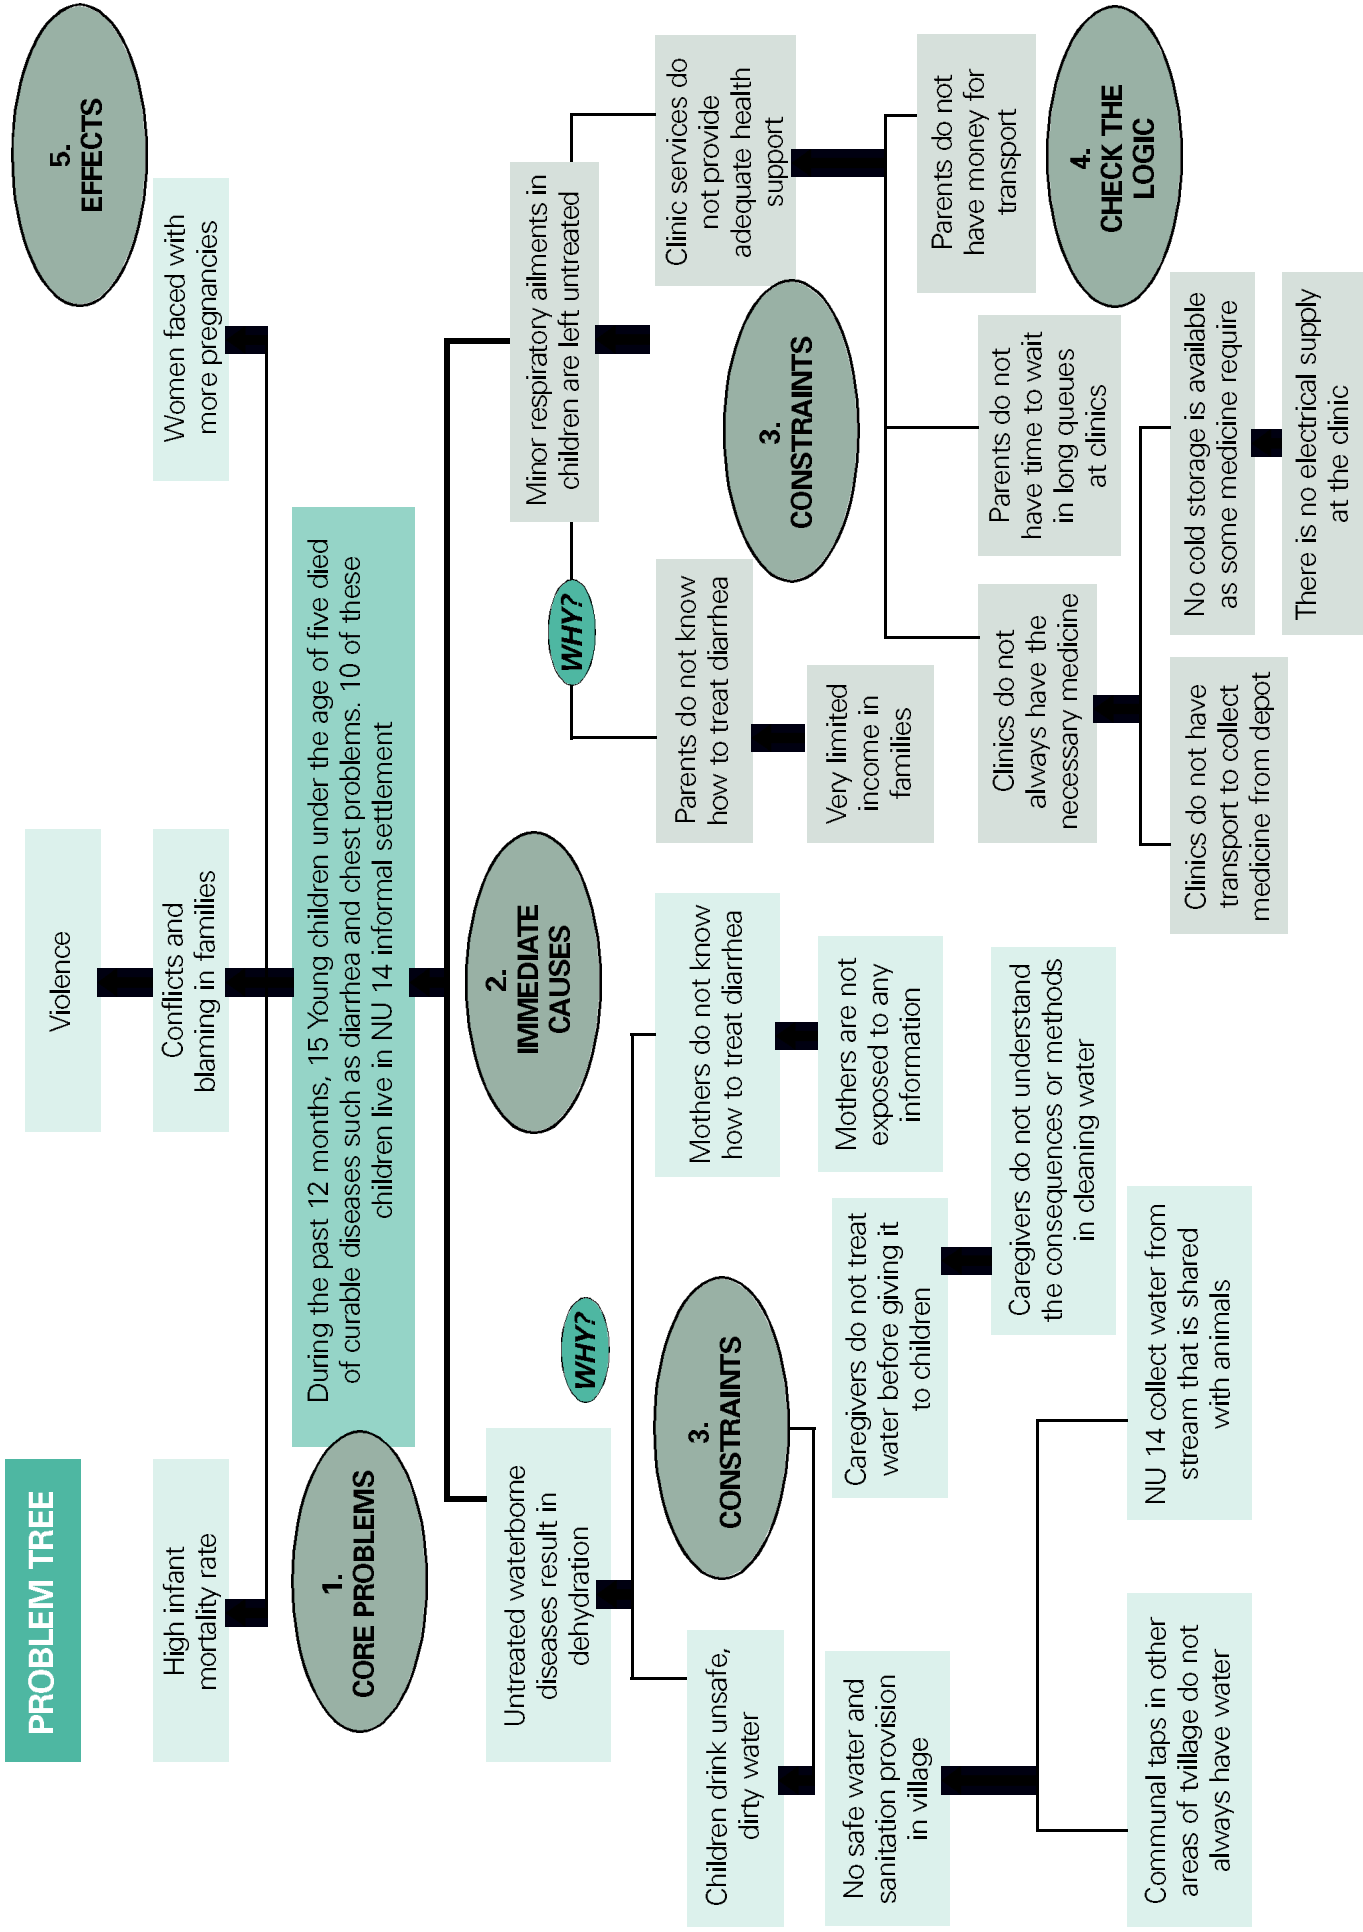 PROBLEM TREE
Violence
5.
EFFECTS
High infant
mortality rate
Conflicts and
blaming in families
Women faced with
more pregnancies
1.
CORE PROBLEMS
During the past 12 months, 15 Young children under the age of five died
of curable diseases such as diarrhea and chest problems. 10 of these
children live in NU 14 informal settlement
2.
IMMEDIATE
CAUSES
Untreated waterborne
diseases result in
dehydration
WHY?
Minor respiratory ailments in
children are left untreated
WHY?
Children drink unsafe,
dirty water
3.
CONSTRAINTS
Mothers do not know
how to treat diarrhea
Parents do not know
how to treat diarrhea
3.
CONSTRAINTS
Clinic services do
not provide
adequate health
support
No safe water and
sanitation provision
in village
Caregivers do not treat
water before giving it
to children
Mothers are not
exposed to any
information
Very limited
income in
families
Caregivers do not understand
the consequences or methods
in cleaning water
Clinics do not
always have the
necessary medicine
Parents do not
have time to wait
in long queues
at clinics
Parents do not
have money for
transport
4.
CHECK THE
LOGIC
Communal taps in other
areas of tvillage do not
always have water
NU 14 collect water from
stream that is shared
with animals
Clinics do not have
transport to collect
medicine from depot
No cold storage is available
as some medicine require
There is no electrical supply
at the clinic